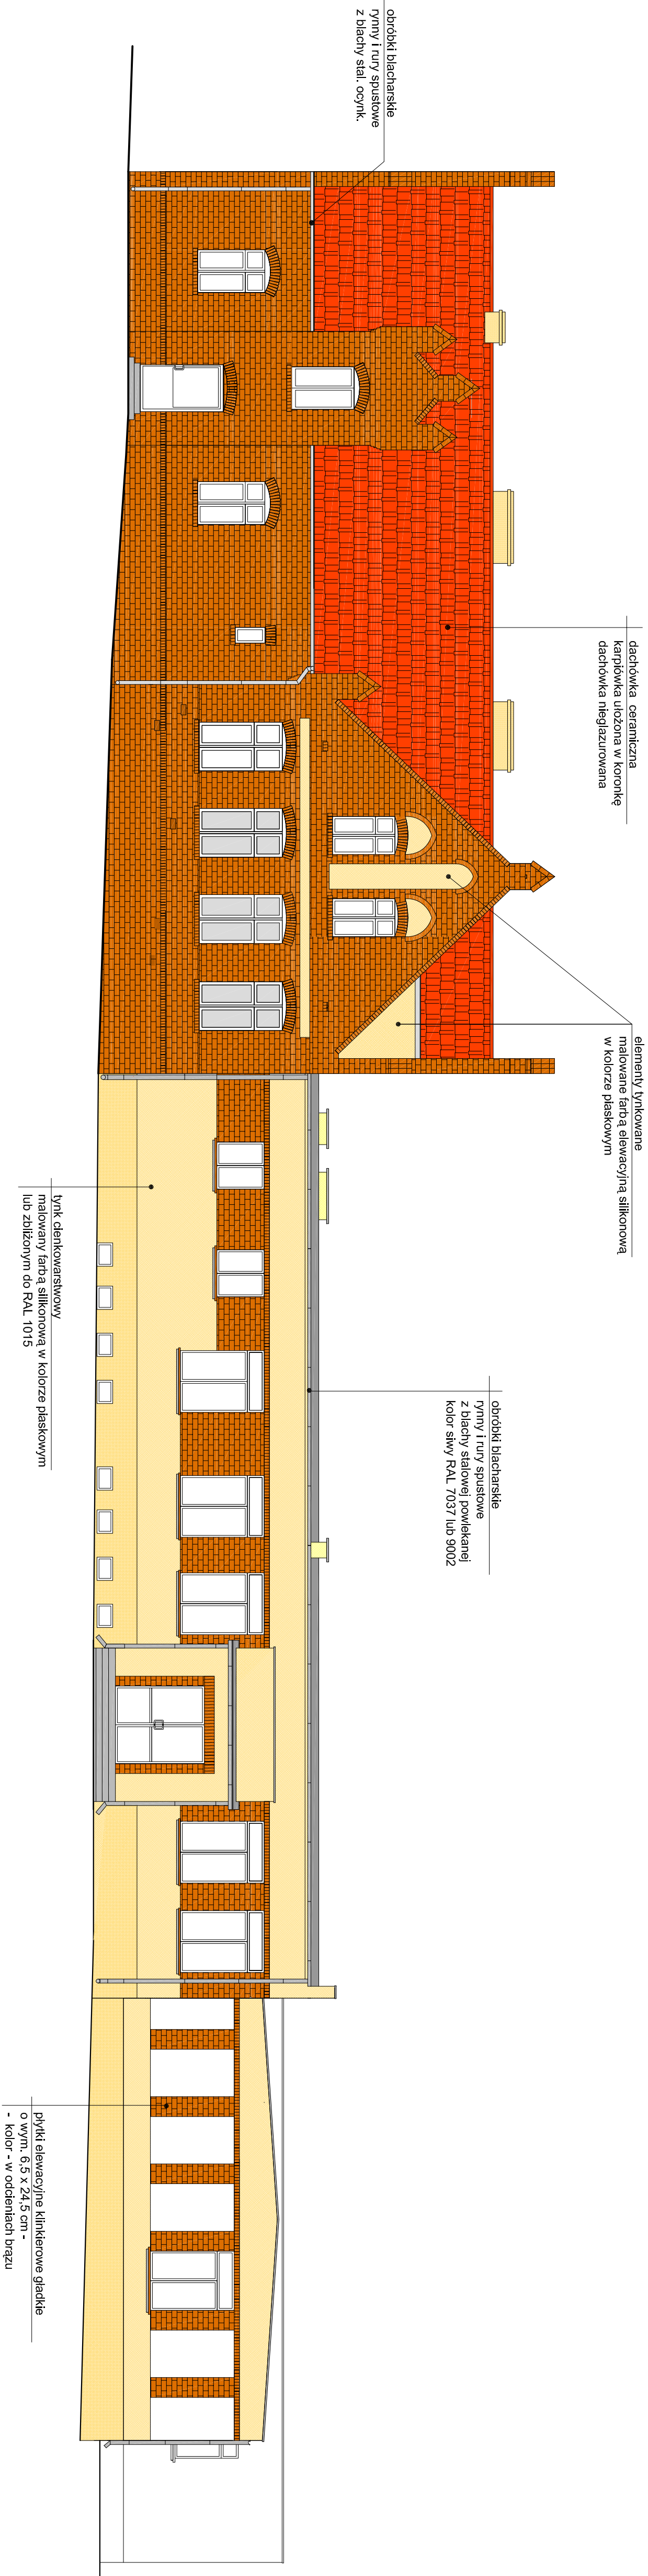 obróbki blacharskie
rynny i rury spustowe
z blachy stal. ocynk.
dachówka ceramiczna
karpiówka ułożona w koronkę
dachówka nieglazurowana
elementy tynkowane
malowane farbą elewacyjną silikonową
w kolorze piaskowym
obróbki blacharskie
rynny i rury spustowe
z blachy stalowej powlekanej
kolor siwy RAL 7037 lub 9002
tynk cienkowarstwowy
malowany farbą silikonową w kolorze piaskowym
lub zbliżonym do RAL 1015
płytki elewacyjne klinkierowe gładkie
o wym. 6,5 x 24,5 cm -
- kolor - w odcieniach brązu